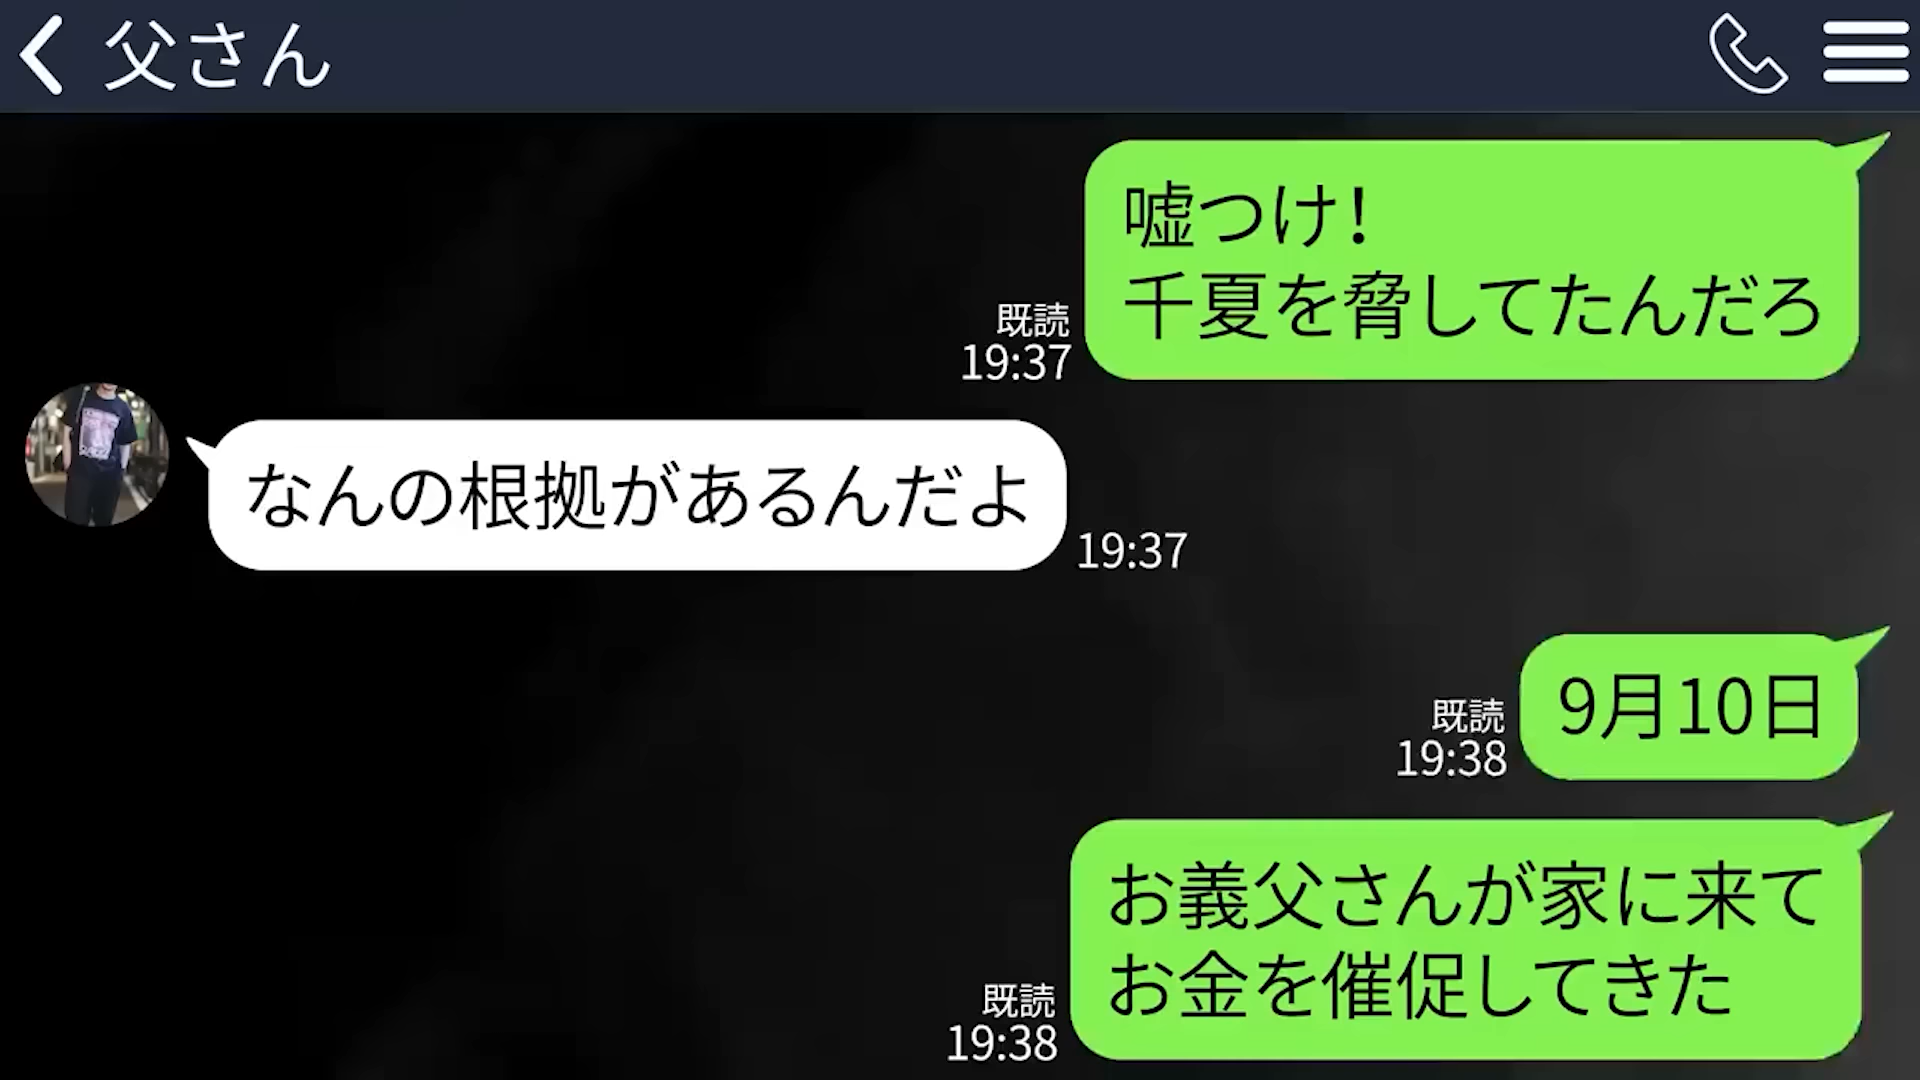 父さん
嘘つけ！
千夏を脅してたんだろ
既読
19:37
なんの根拠があるんだよ
19:37
9月10日
既読
19:38
お義父さんが家に来て
お金を催促してきた
既読
19:38